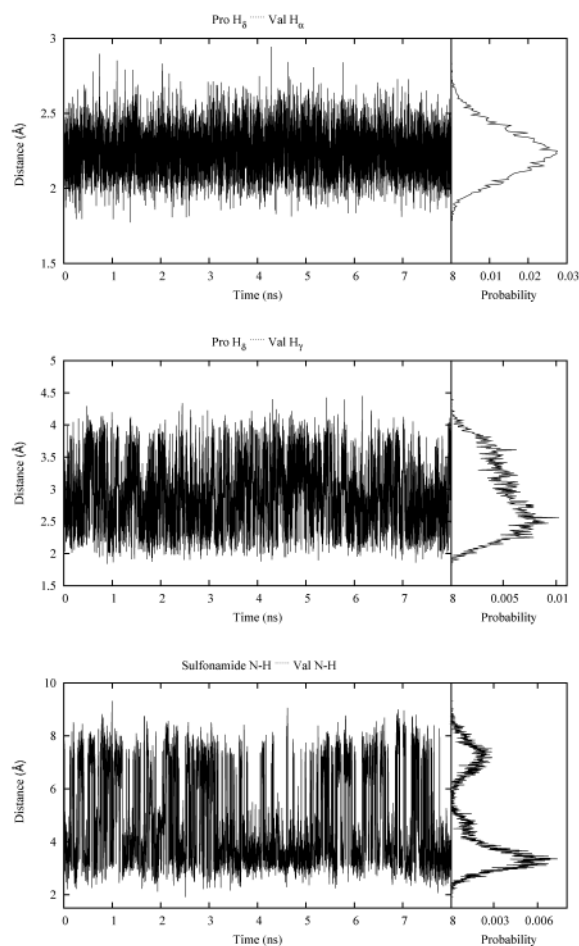 Pro Hδ ······ Val Hα
3
2.5
2
1.5
Distance (Å)
0 1 2 3 4 5 6 7 8 0.01 0.02 0.03
Time (ns) Probability
Pro Hδ ······ Val Hγ
5
4.5
4
3.5
3
2.5
2
1.5
Distance (Å)
0 1 2 3 4 5 6 7 8 0.005 0.01
Time (ns) Probability
Sulfonamide N-H ······ Val N-H
10
8
6
4
2
Distance (Å)
0 1 2 3 4 5 6 7 8 0.003 0.006
Time (ns) Probability